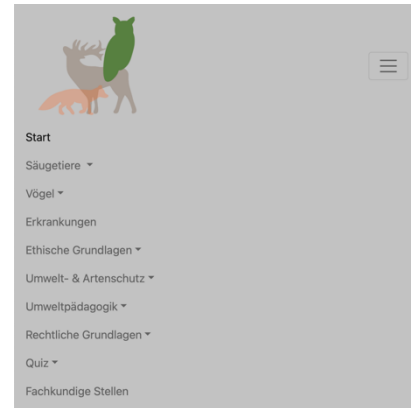 Start
Säugetiere
Vögel
Erkrankungen
Ethische Grundlagen
Umwelt- & Artenschutz
Umweltpädagogik
Rechtliche Grundlagen
Quiz
Fachkundige Stellen